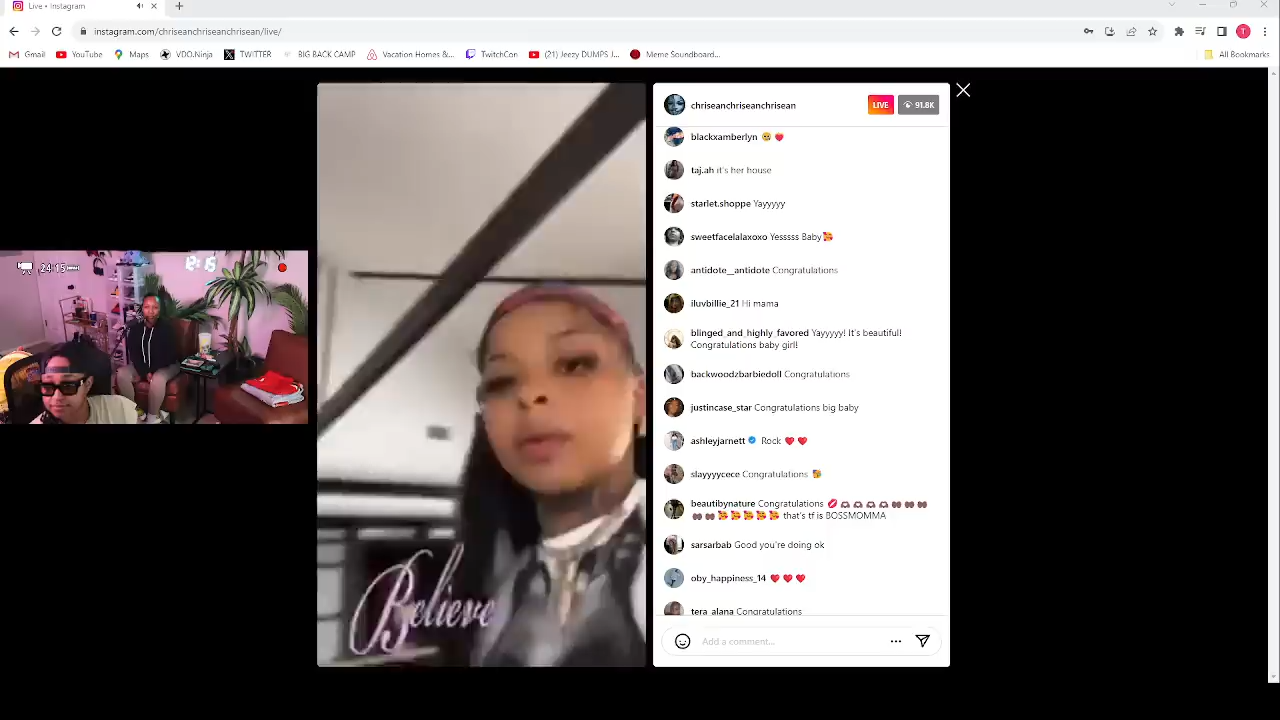 Live • Instagram
instagram.com/chriseanchriseanchrisean/live/
Gmail
YouTube
Maps
VDO.Ninja
TWITTER
BIG BACK CAMP
Vacation Homes &...
TwitchCon
(21) Jeezy DUMPS J...
Meme Soundboard...
All Bookmarks
chriseanchriseanchrisean
LIVE
91.8K
blackxamberlyn 
taj.ah it's her house
starlet.shoppe Yayyyyy
sweetfacelalaxoxo Yesssss Baby🥰
antidote__antidote Congratulations
iluvbillie_21 Hi mama
blinged_and_highly_favored Yayyyyy! It's beautiful!
Congratulations baby girl!
backwoodzbarbiedoll Congratulations
justincase_star Congratulations big baby
ashleyjarnett Rock ❤️ ❤️
slayyyycece Congratulations
beautibynature Congratulations
that's tf is BOSSMOMMA
sarsarbab Good you're doing ok
oby_happiness_14 ❤️ ❤️ ❤️
tera_alana Congratulations
Add a comment...
24
15
Believe